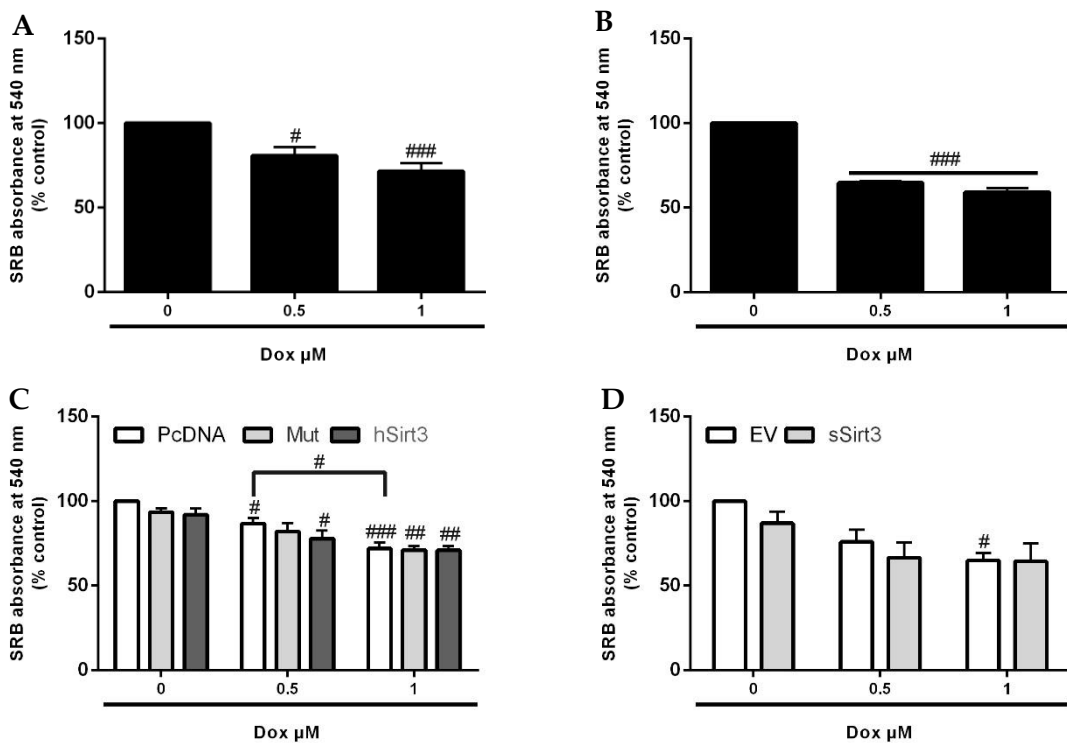 A
SRB absorbance at 540 nm
(% control)
150
100
50
0
#
###
0
0.5
1
Dox µM
B
SRB absorbance at 540 nm
(% control)
150
100
50
0
###
0
0.5
1
Dox µM
C
SRB absorbance at 540 nm
(% control)
150
100
50
0
PcDNA Mut hSirt3
#
#
#
###
##
##
0
0.5
1
Dox µM
D
SRB absorbance at 540 nm
(% control)
150
100
50
0
EV sSirt3
#
0
0.5
1
Dox µM